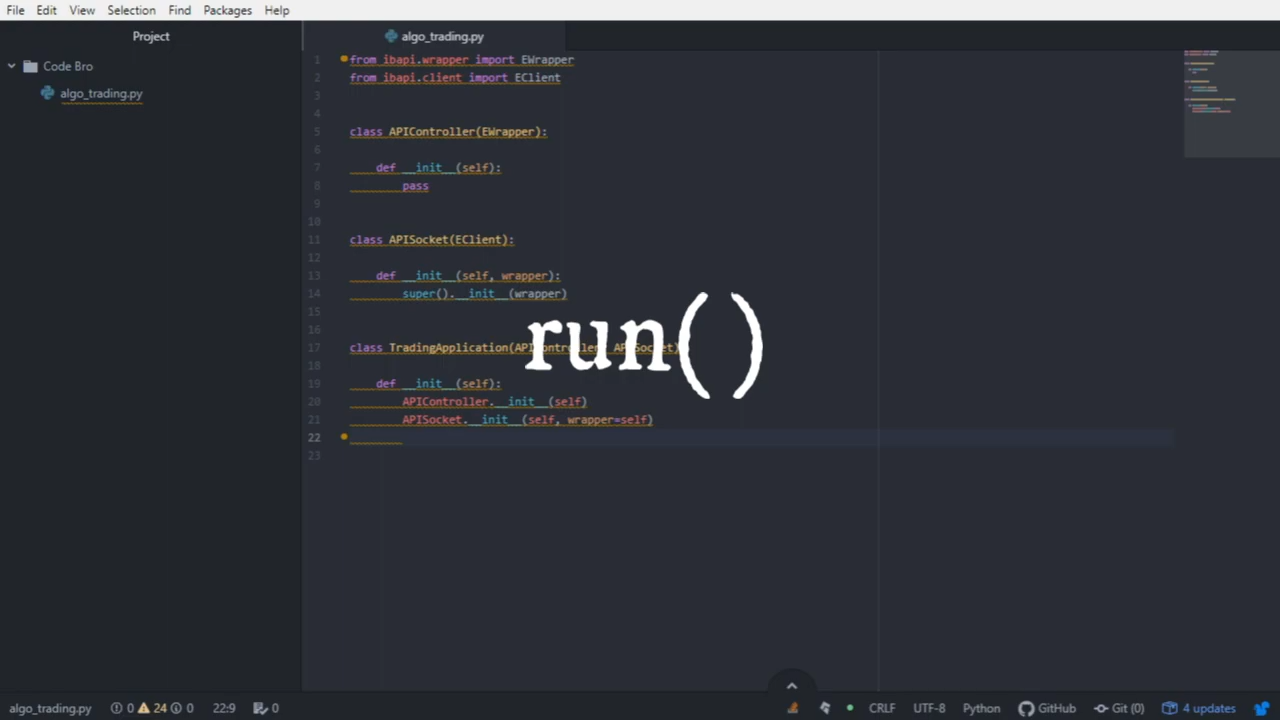 File Edit View Selection Find Packages Help
Project
algo_trading.py
Code Bro
algo_trading.py
1 from ibapi.wrapper import EWrapper
2 from ibapi.client import EClient
3
4
5 class APIController(EWrapper):
6
7 def __init__(self):
8 pass
9
10
11 class APISocket(EClient):
12
13 def __init__(self, wrapper):
14 super().__init__(wrapper)
15
16
17 class TradingApplication(APIController, APISocket)
run()
18
19 def __init__(self):
20 APIController.__init__(self)
21 APISocket.__init__(self, wrapper=self)
22
23
algo_trading.py 0 24 0 22:9 0 CRLF UTF-8 Python GitHub Git (0) 4 updates